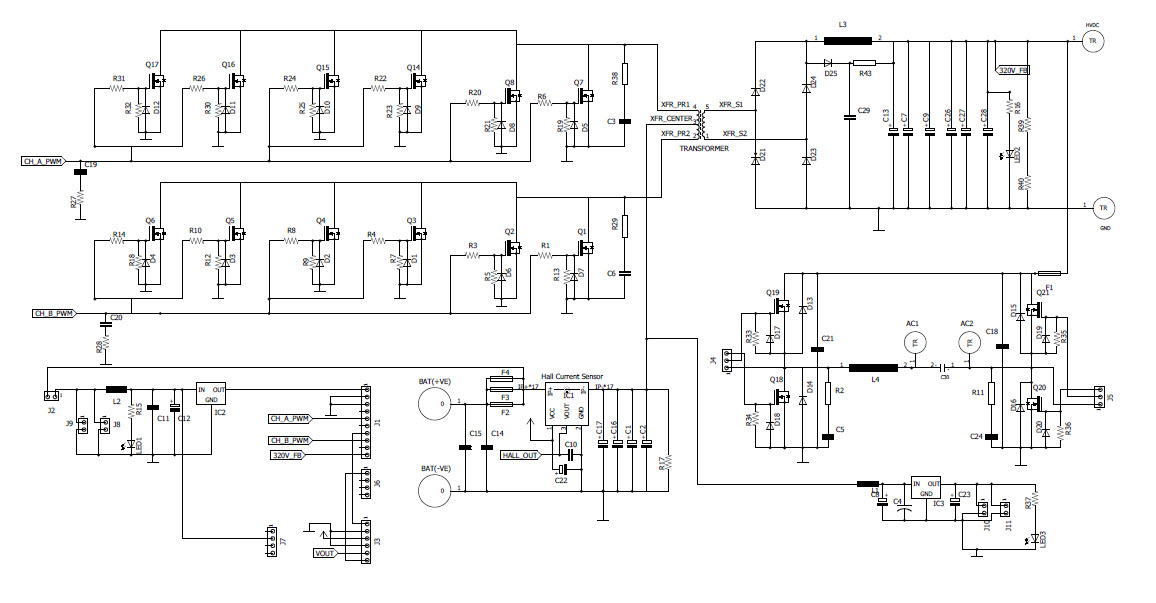 L3
HVDC
1
2
1
TR
Q17
Q16
Q15
Q14
Q8
Q7
R31
R26
R24
R22
R20
R6
R38
D25
R43
320V_FB
D22
D24
R32
D12
R30
D11
R25
D10
R23
D9
R21
D8
R19
D5
C3
XFR_PR1
4
5
XFR_S1
XFR_CENTER
XFR_PR2
XFR_S2
1
TRANSFORMER
C29
C13
C7
C9
C26
C27
C28
R16
R39
LED2
R40
D21
D23
CH_A_PWM
C19
R27
1
TR
GND
Q6
Q5
Q4
Q3
Q2
Q1
R14
R10
R8
R4
R3
R1
R29
R18
D4
R12
D3
R9
D2
R7
D1
R5
D6
R13
D7
C6
CH_B_PWM
C20
R28
F1
Q19
D13
Q21
D15
D19
R35
R33
D17
AC1
AC2
TR
TR
1
1
C21
C18
J4
1
L4
2
2
1
C30
Q18
D14
R2
R11
Q20
D16
J5
R34
D18
C5
C24
D20
R36
J2
1
L2
IN
OUT
GND
IC2
R15
C11
C12
J9
J8
LED1
J1
CH_A_PWM
CH_B_PWM
320V_FB
BAT(+VE)
0
1
F4
F3
F2
Hall Current Sensor
IC1
IP+
IP-
VCC
VOUT
GND
C15
C14
HALL_OUT
C10
C22
C17
C16
C1
C2
R17
BAT(-VE)
0
1
J6
J7
J3
VOUT
L1
C8
C4
IN
OUT
GND
IC3
C23
J10
J11
R37
LED3